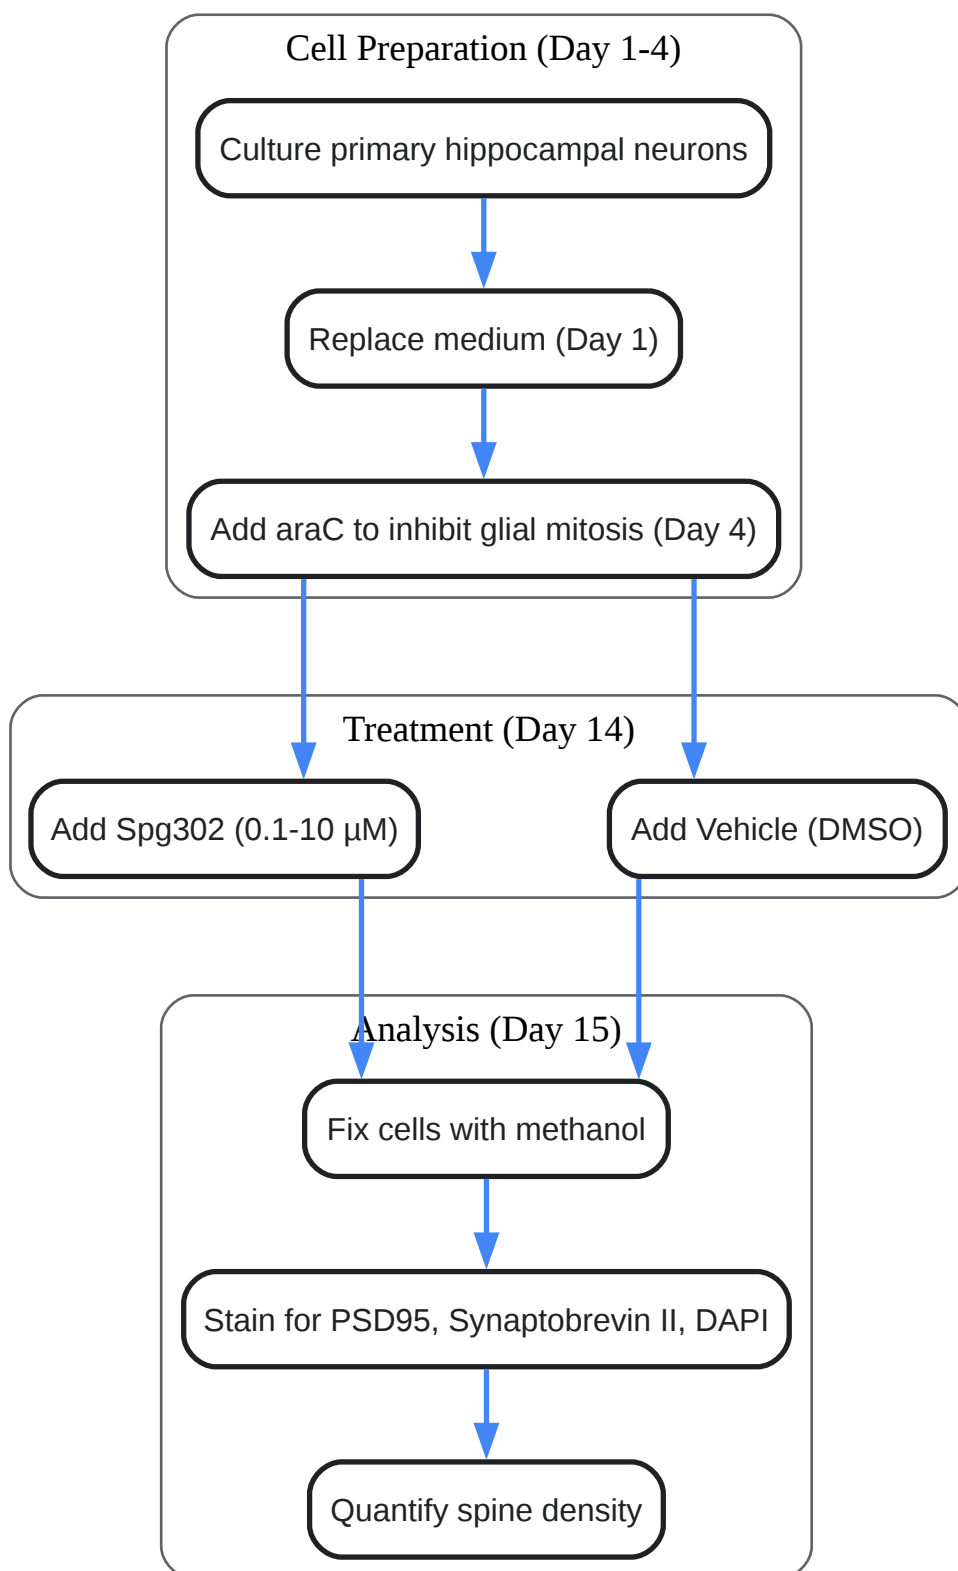 Cell Preparation (Day 1-4)
Culture primary hippocampal neurons
Replace medium (Day 1)
Add araC to inhibit glial mitosis (Day 4)
Treatment (Day 14)
Add Spg302 (0.1-10 µM)
Add Vehicle (DMSO)
Analysis (Day 15)
Fix cells with methanol
Stain for PSD95, Synaptobrevin II, DAPI
Quantify spine density